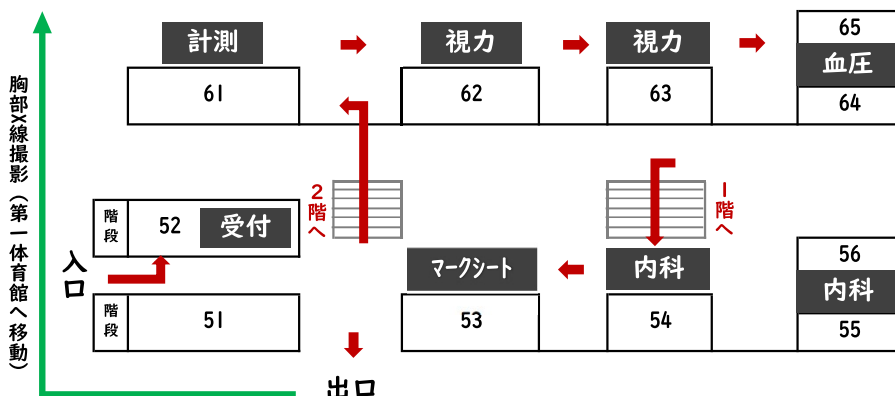 計測
視力
視力
65
血圧
64
61
62
63
胸部X線撮影(第一体育館へ移動)
2階へ
1階へ
階段
52
受付
入口
マークシート
内科
56
内科
55
階段
51
53
54
出口